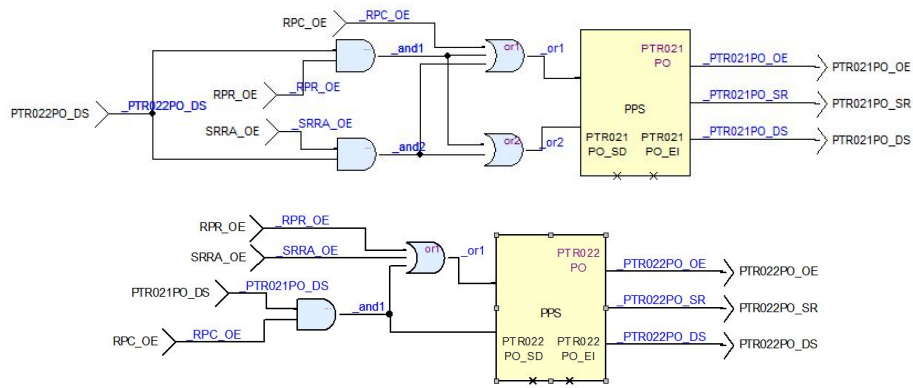 RPC_OE _RPC_OE
_and1 or1 _or1
PTR021 PO
_PTR021PO_OE PTR021PO_OE
RPR_OE _RPR_OE
PTR022PO_DS _PTR022PO_DS
PPS
_PTR021PO_SR PTR021PO_SR
SRRA_OE _SRRA_OE
_and2 or2 _or2
PTR021 PO_SD
PTR021 PO_EI
_PTR021PO_DS PTR021PO_DS
RPR_OE _RPR_OE
SRRA_OE _SRRA_OE
or1 _or1
PTR022 PO
_PTR022PO_OE PTR022PO_OE
PTR021PO_DS _PTR021PO_DS
_and1
PPS
_PTR022PO_SR PTR022PO_SR
RPC_OE _RPC_OE
PTR022 PO_SD
PTR022 PO_EI
_PTR022PO_DS PTR022PO_DS